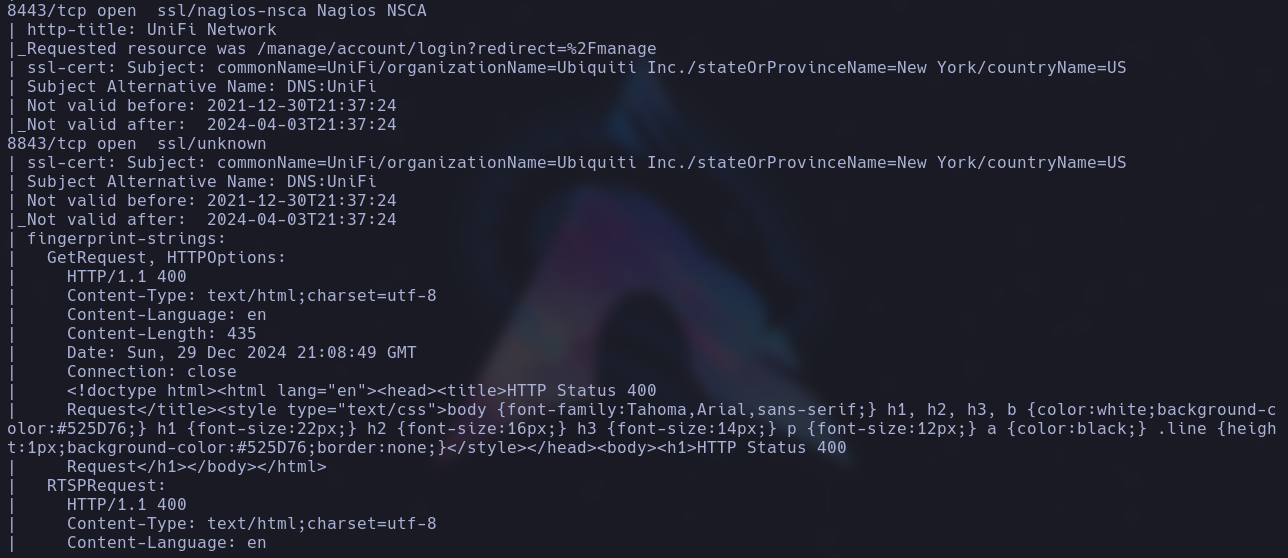 8443/tcp open  ssl/nagios-nsca Nagios NSCA
| http-title: UniFi Network
|_Requested resource was /manage/account/login?redirect=%2Fmanage
| ssl-cert: Subject: commonName=UniFi/organizationName=Ubiquiti Inc./stateOrProvinceName=New York/countryName=US
| Subject Alternative Name: DNS:UniFi
| Not valid before: 2021-12-30T21:37:24
|_Not valid after:  2024-04-03T21:37:24
8843/tcp open  ssl/unknown
| ssl-cert: Subject: commonName=UniFi/organizationName=Ubiquiti Inc./stateOrProvinceName=New York/countryName=US
| Subject Alternative Name: DNS:UniFi
| Not valid before: 2021-12-30T21:37:24
|_Not valid after:  2024-04-03T21:37:24
| fingerprint-strings:
|   GetRequest, HTTPOptions:
|     HTTP/1.1 400
|     Content-Type: text/html;charset=utf-8
|     Content-Language: en
|     Content-Length: 435
|     Date: Sun, 29 Dec 2024 21:08:49 GMT
|     Connection: close
|     <!doctype html><html lang="en"><head><title>HTTP Status 400
|     Request</title><style type="text/css">body {font-family:Tahoma,Arial,sans-serif;} h1, h2, h3, b {color:white;background-c
olor:#525D76;} h1 {font-size:22px;} h2 {font-size:16px;} h3 {font-size:14px;} p {font-size:12px;} a {color:black;} .line {heigh
t:1px;background-color:#525D76;border:none;}</style></head><body><h1>HTTP Status 400
|     Request</h1></body></html>
|   RTSPRequest:
|     HTTP/1.1 400
|     Content-Type: text/html;charset=utf-8
|     Content-Language: en